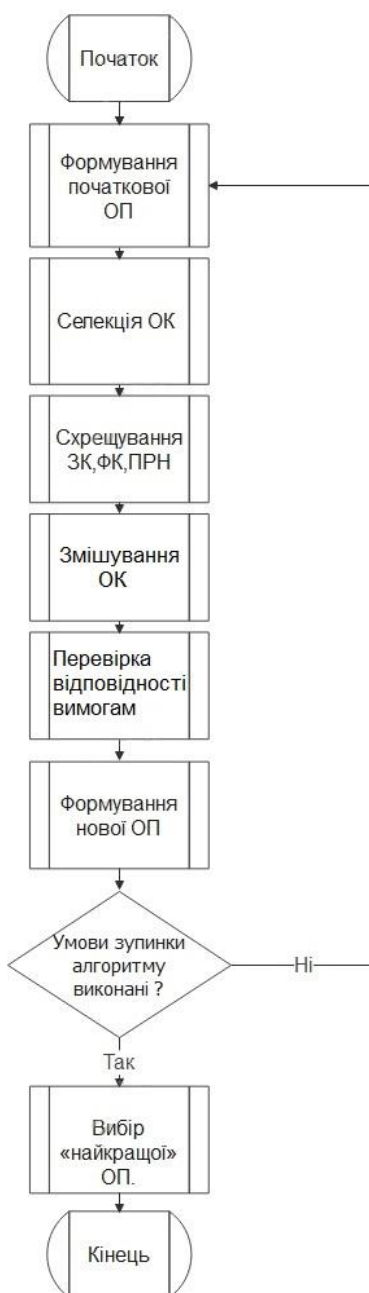 Початок
Формування
початкової
ОП
Селекція ОК
Схрещування
ЗК,ФК,ПРН
Змішування
ОК
Перевірка
відповідності
вимогам
Формування
нової ОП
Умови зупинки
алгоритму
виконані ?
Ні
Так
Вибір
«найкращої»
ОП.
Кінець